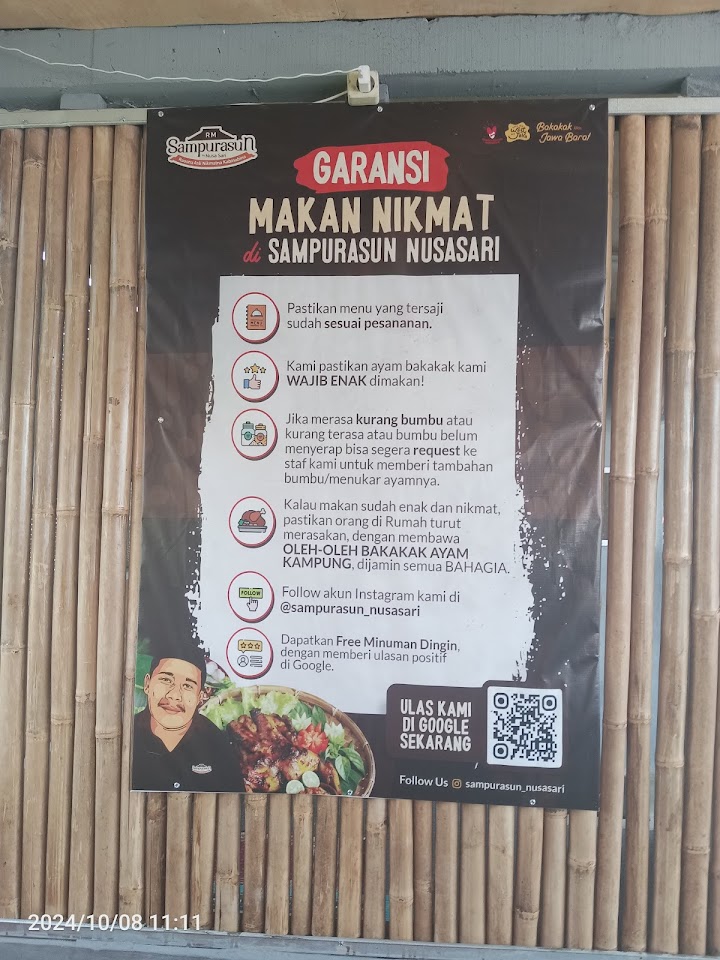 RM
Sampurasun
Nusa Sari
Bakakak
Jawa Barat
GARANSI
MAKAN NIKMAT
di SAMPURASUN NUSASARI
Pastikan menu yang tersaji
sudah sesuai pesananan.
MENU
Kami pastikan ayam bakakak kami
WAJIB ENAK dimakan!
Jika merasa kurang bumbu atau
kurang terasa atau bumbu belum
menyerap bisa segera request ke
staf kami untuk memberi tambahan
bumbu/menukar ayamnya.
Kalau makan sudah enak dan nikmat,
pastikan orang di Rumah turut
merasakan, dengan membawa
OLEH-OLEH BAKAKAK AYAM
KAMPUNG, dijamin semua BAHAGIA.
FOLLOW
Follow akun Instagram kami di
@sampurasun_nusasari
Dapatkan Free Minuman Dingin,
dengan memberi ulasan positif
di Google.
ULAS KAMI
DI GOOGLE
SEKARANG
Follow Us sampurasun_nusasari
2024/10/08 11:11